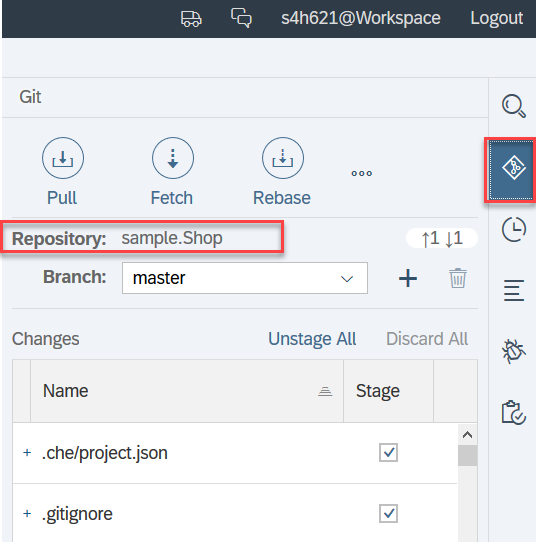 s4h621@Workspace Logout
Git
Pull Fetch Rebase
Repository: sample.Shop ↑1 ↓1
Branch: master
Changes Unstage All Discard All
Name Stage
+ .che/project.json
+ .gitignore